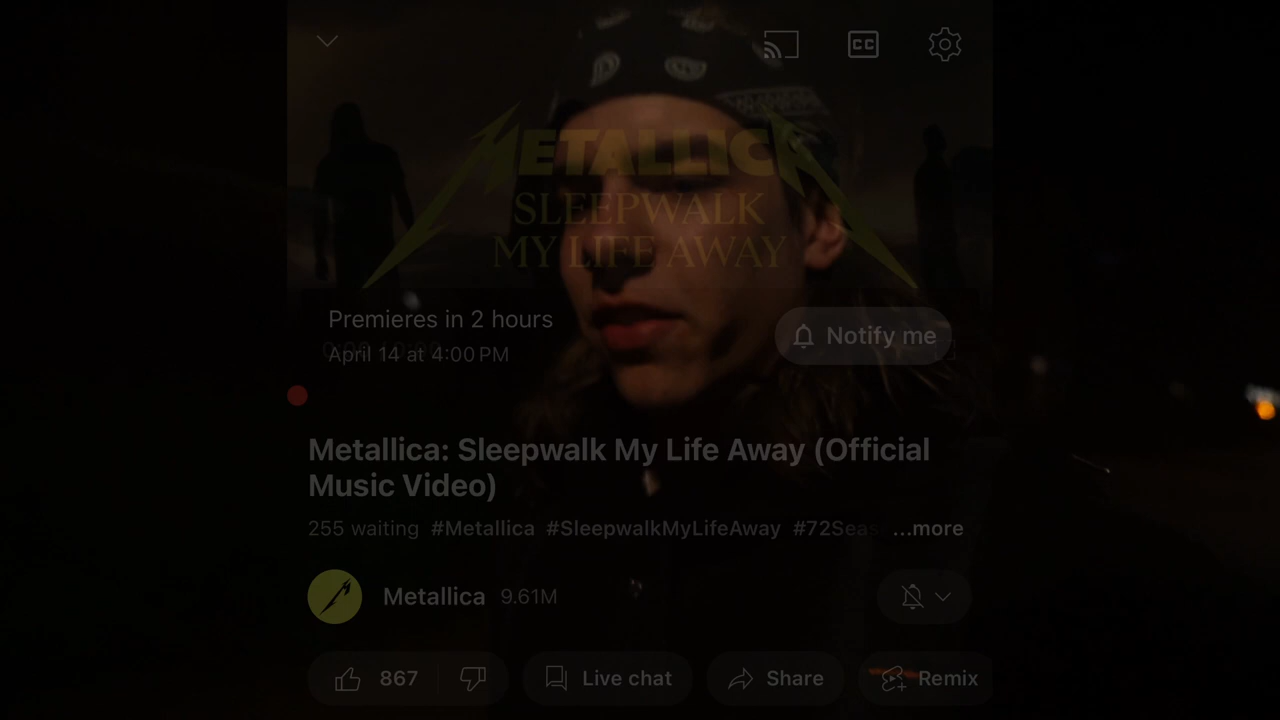 CC
METALLICA
SLEEPWALK
MY LIFE AWAY
Premieres in 2 hours
Notify me
April 14 at 4:00 PM
Metallica: Sleepwalk My Life Away (Official
Music Video)
255 waiting #Metallica #SleepwalkMyLifeAway #72Seas ...more
Metallica 9.61M
867 Live chat Share Remix